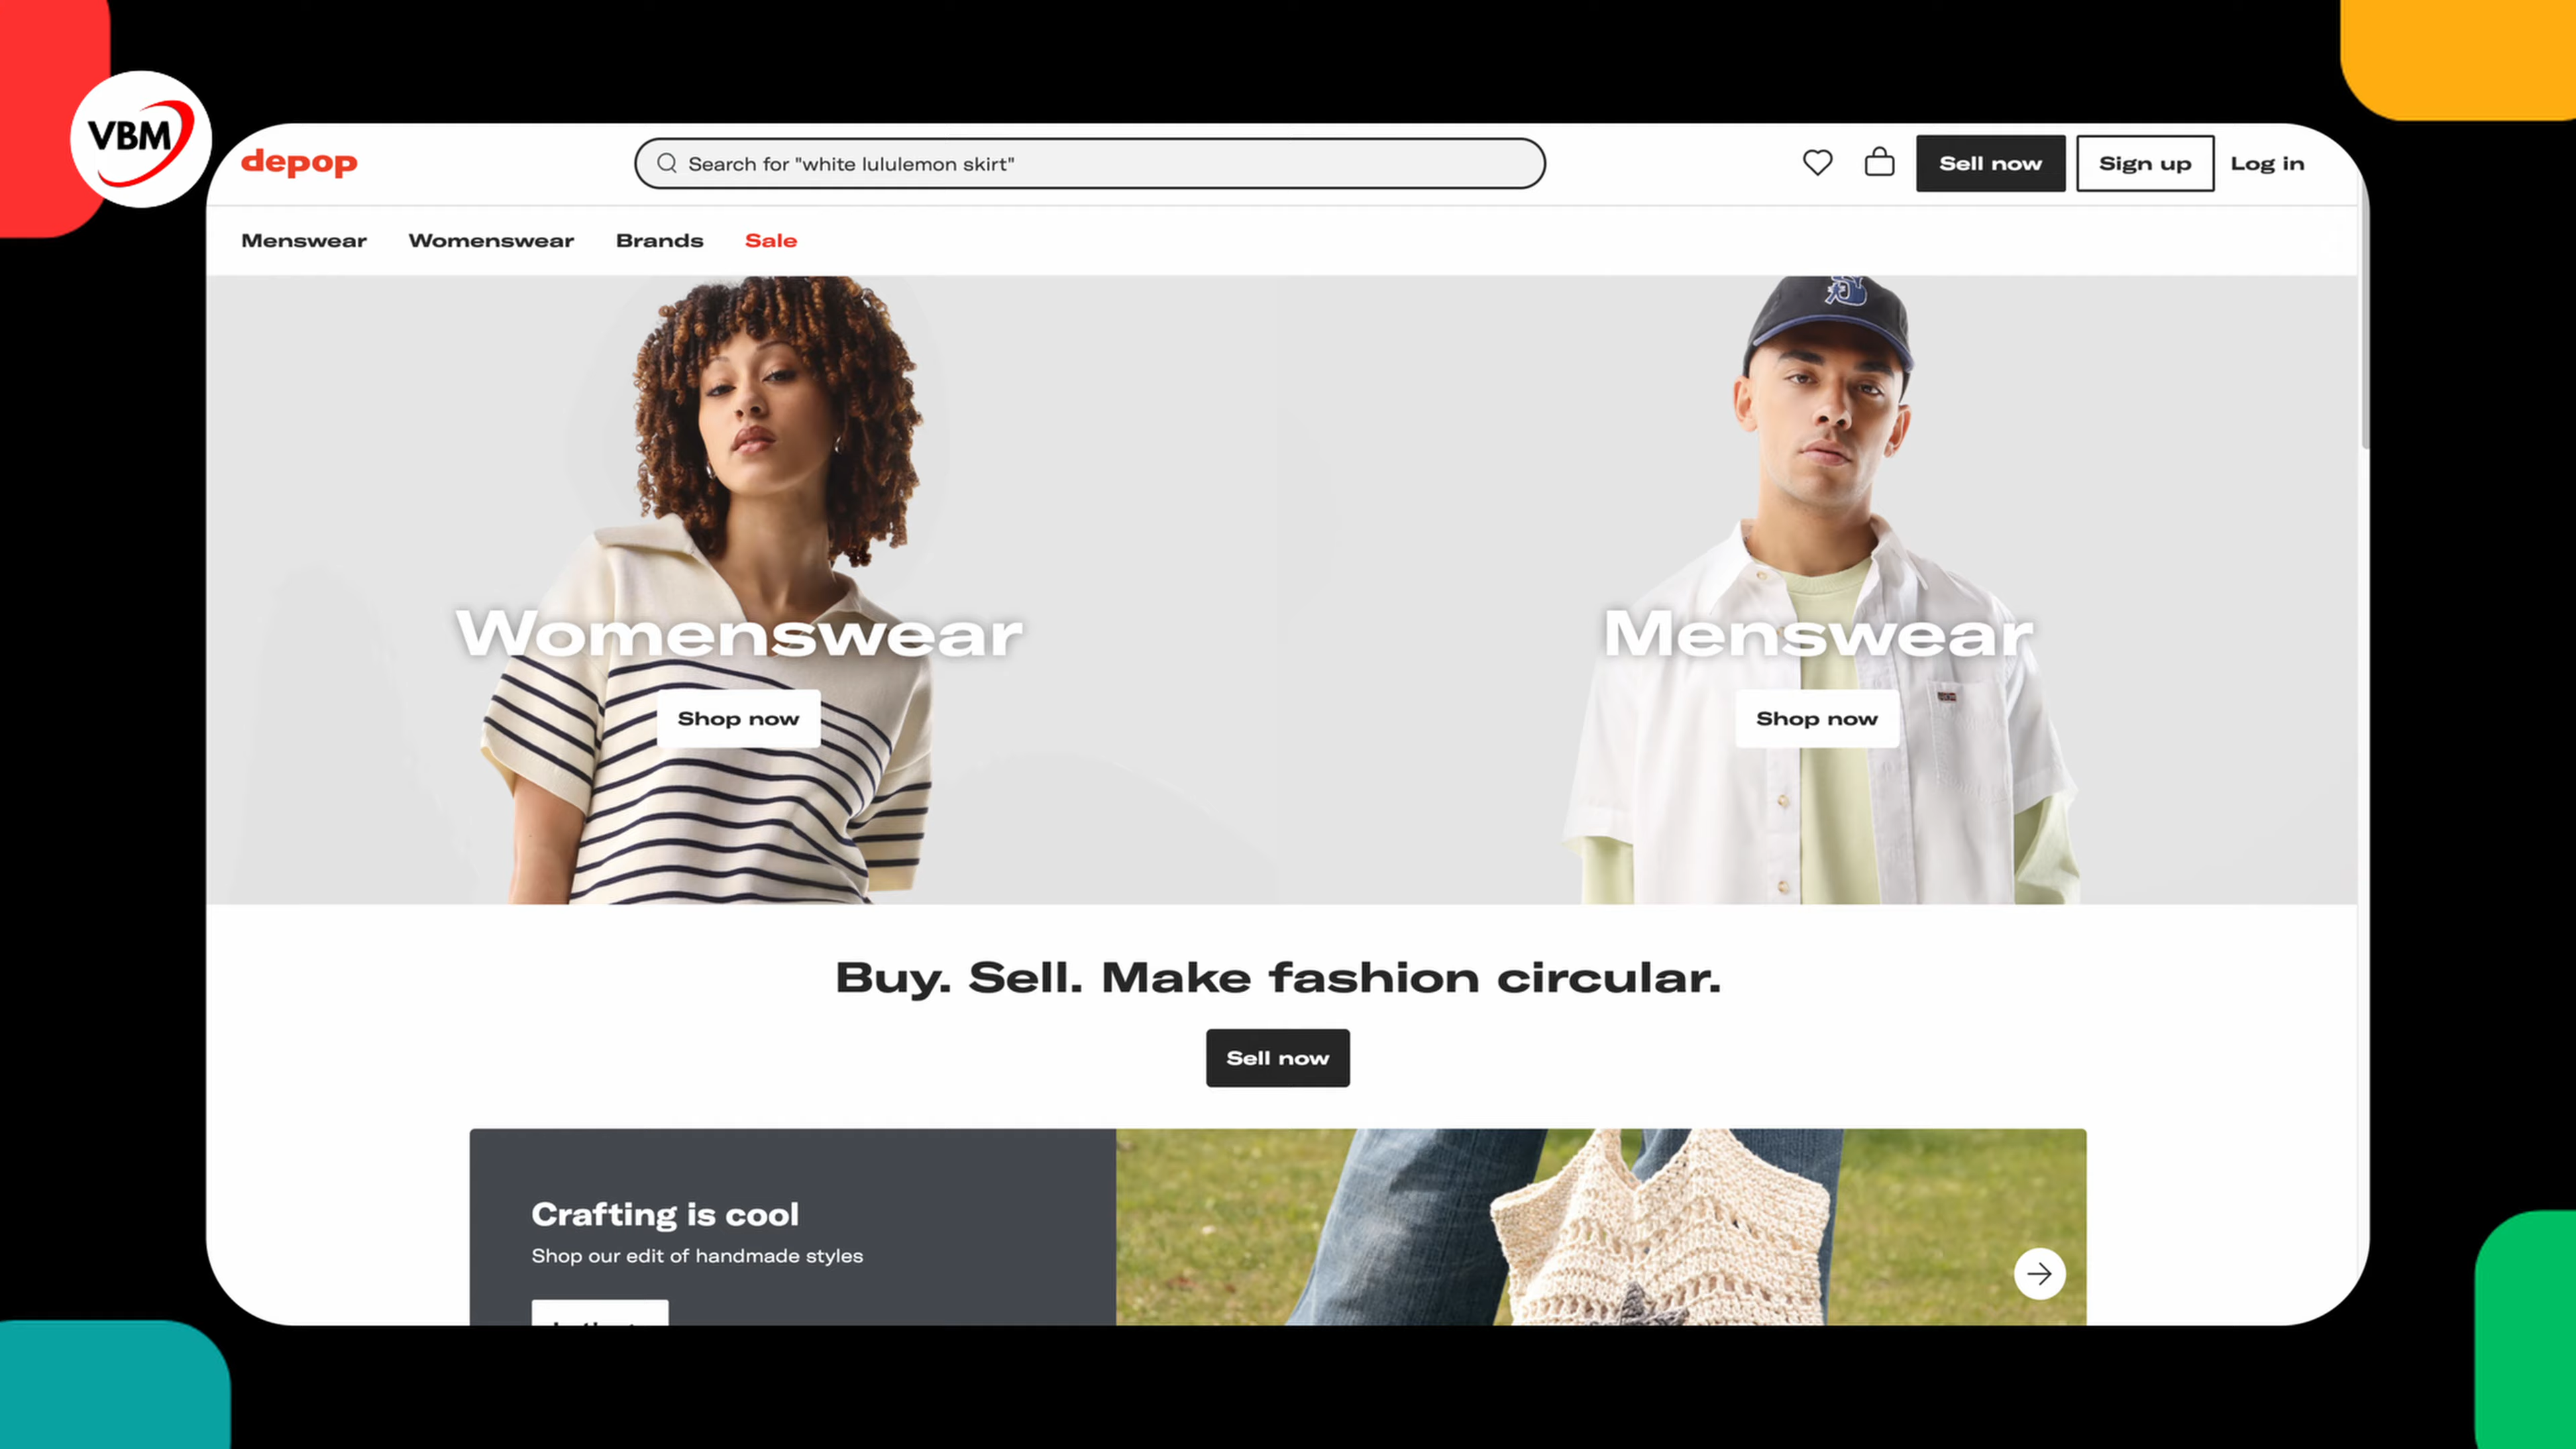 VBM
depop
Search for "white lululemon skirt"
Sell now
Sign up
Log in
Menswear
Womenswear
Brands
Sale
Womenswear
Menswear
Shop now
Shop now
Buy. Sell. Make fashion circular.
Sell now
Crafting is cool
Shop our edit of handmade styles